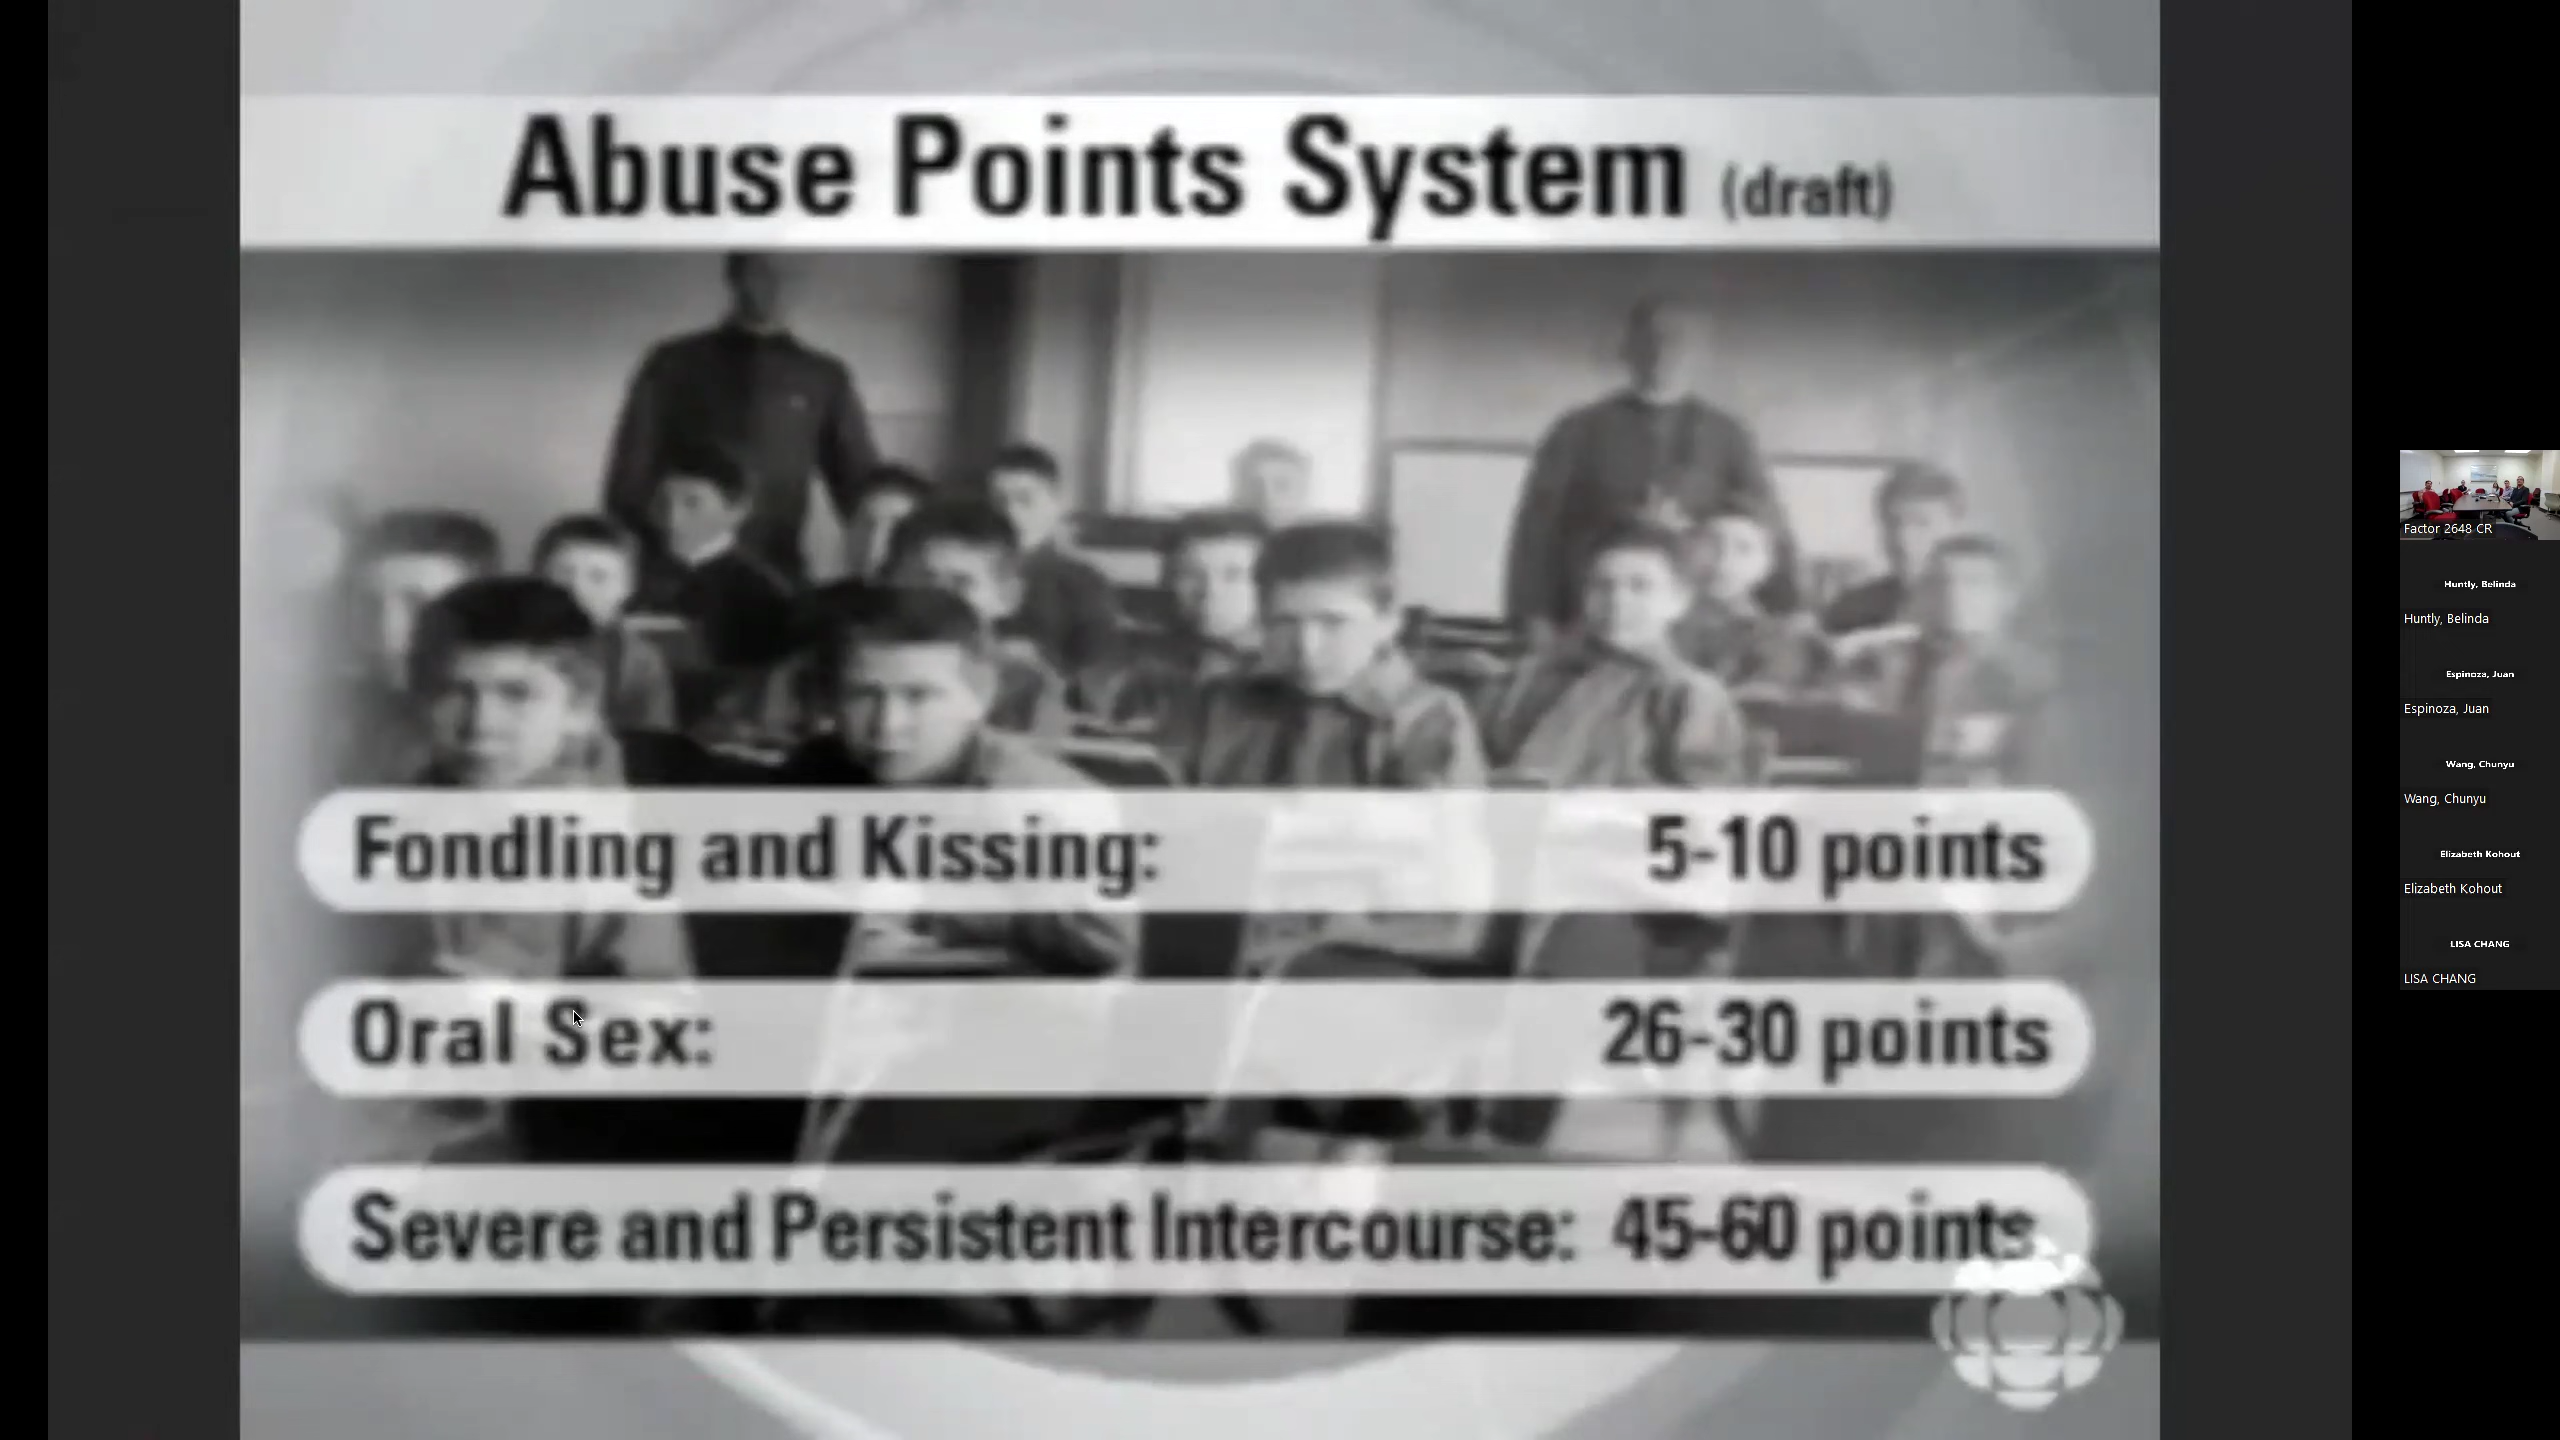 Abuse Points System (draft)
Fondling and Kissing: 5-10 points
Oral Sex: 26-30 points
Severe and Persistent Intercourse: 45-60 points
Factor 2648 CR
Huntly, Belinda
Huntly, Belinda
Espinoza, Juan
Espinoza, Juan
Wang, Chunyu
Wang, Chunyu
Elizabeth Kohout
Elizabeth Kohout
LISA CHANG
LISA CHANG